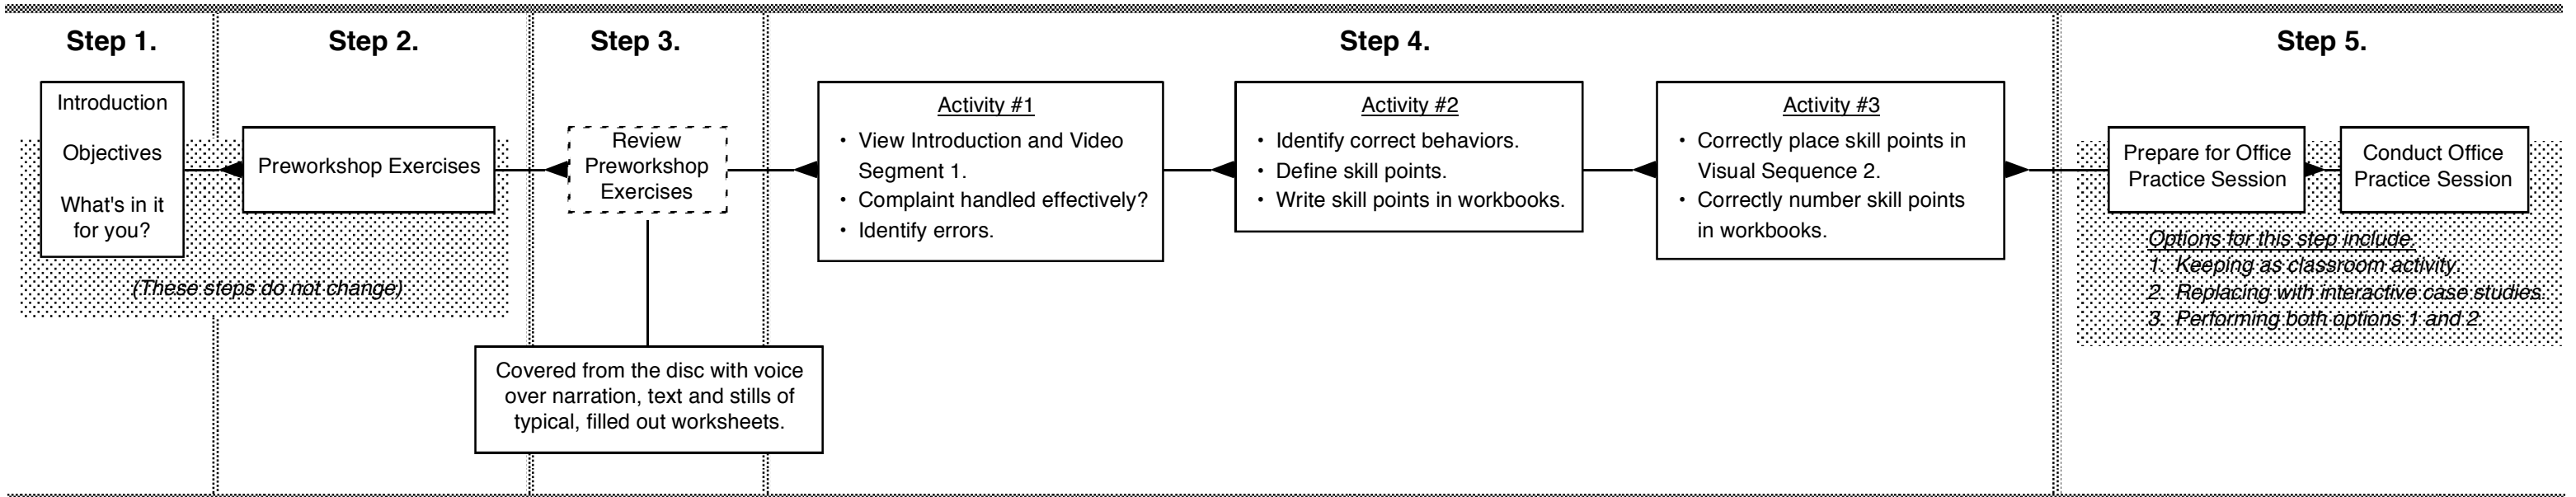 Step 1.
Introduction
Objectives
What's in it
for you?
Step 2.
Preworkshop Exercises
(These steps do not change)
Step 3.
Review
Preworkshop
Exercises
Covered from the disc with voice
over narration, text and stills of
typical, filled out worksheets.
Step 4.
Activity #1
• View Introduction and Video
Segment 1.
• Complaint handled effectively?
• Identify errors.
Activity #2
• Identify correct behaviors.
• Define skill points.
• Write skill points in workbooks.
Activity #3
• Correctly place skill points in
Visual Sequence 2.
• Correctly number skill points
in workbooks.
Step 5.
Prepare for Office
Practice Session
Conduct Office
Practice Session
Options for this step include:
1. Keeping as classroom activity.
2. Replacing with interactive case studies.
3. Performing both options 1 and 2.